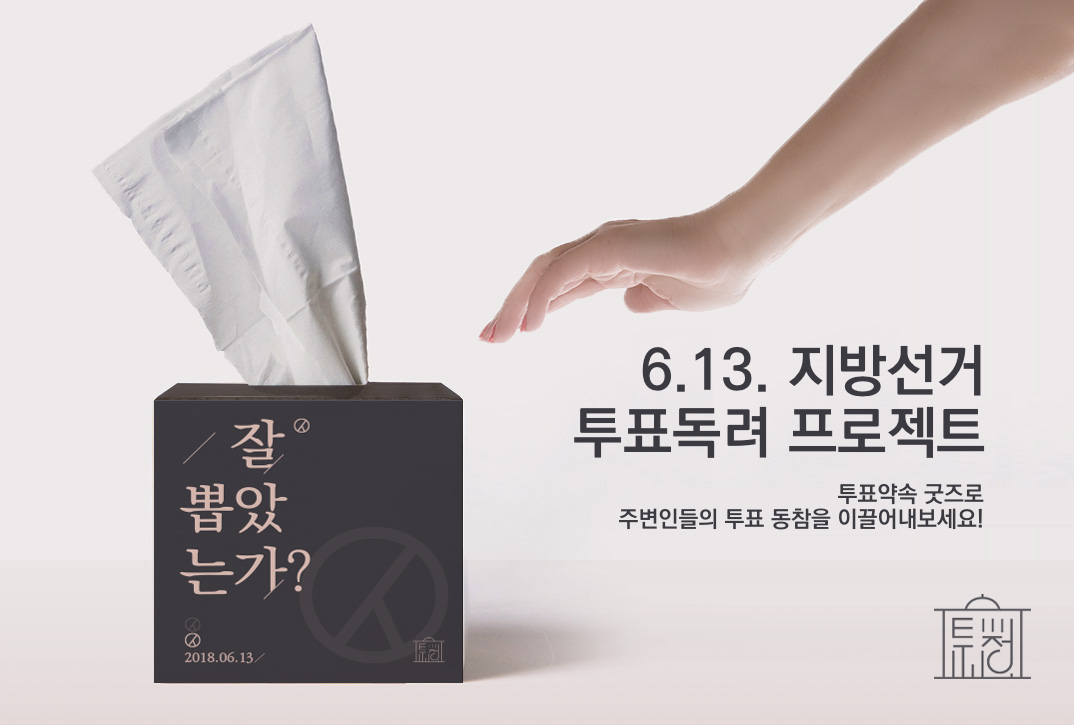 잘
뽑았
는가?
2018.06.13
6.13. 지방선거
투표독려 프로젝트
투표약속 굿즈로
주변인들의 투표 동참을 이끌어내보세요!